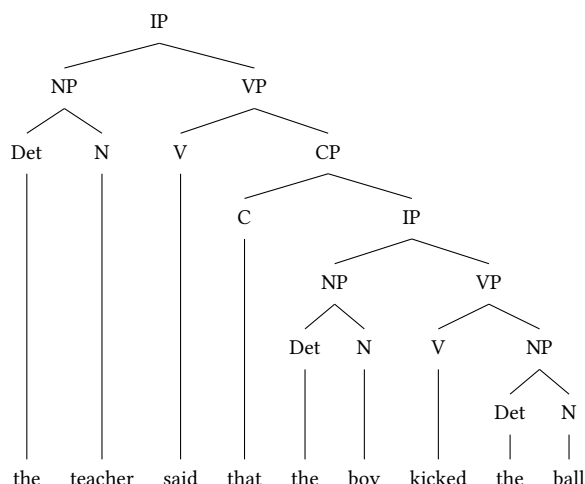 IP
NP VP
Det N V CP
C IP
NP VP
Det N V NP
Det N
the teacher said that the boy kicked the ball